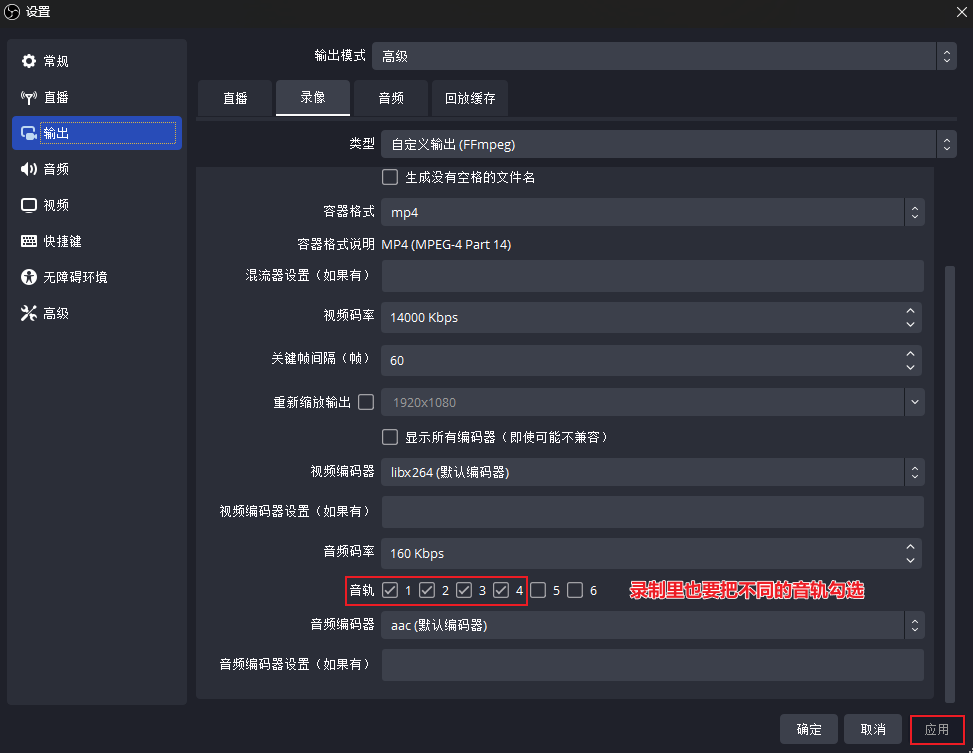 设置
常规
直播
输出
音频
视频
快捷键
无障碍环境
高级
输出模式 高级
直播 录像 音频 回放缓存
类型 自定义输出 (FFmpeg)
生成没有空格的文件名
容器格式 mp4
容器格式说明 MP4 (MPEG-4 Part 14)
混流器设置（如果有）
视频码率 14000 Kbps
关键帧间隔（帧） 60
重新缩放输出 1920x1080
显示所有编码器（即使可能不兼容）
视频编码器 libx264 (默认编码器)
视频编码器设置（如果有）
音频码率 160 Kbps
音轨 1 2 3 4 5 6 录制里也要把不同的音轨勾选
音频编码器 aac (默认编码器)
音频编码器设置（如果有）
确定 取消 应用